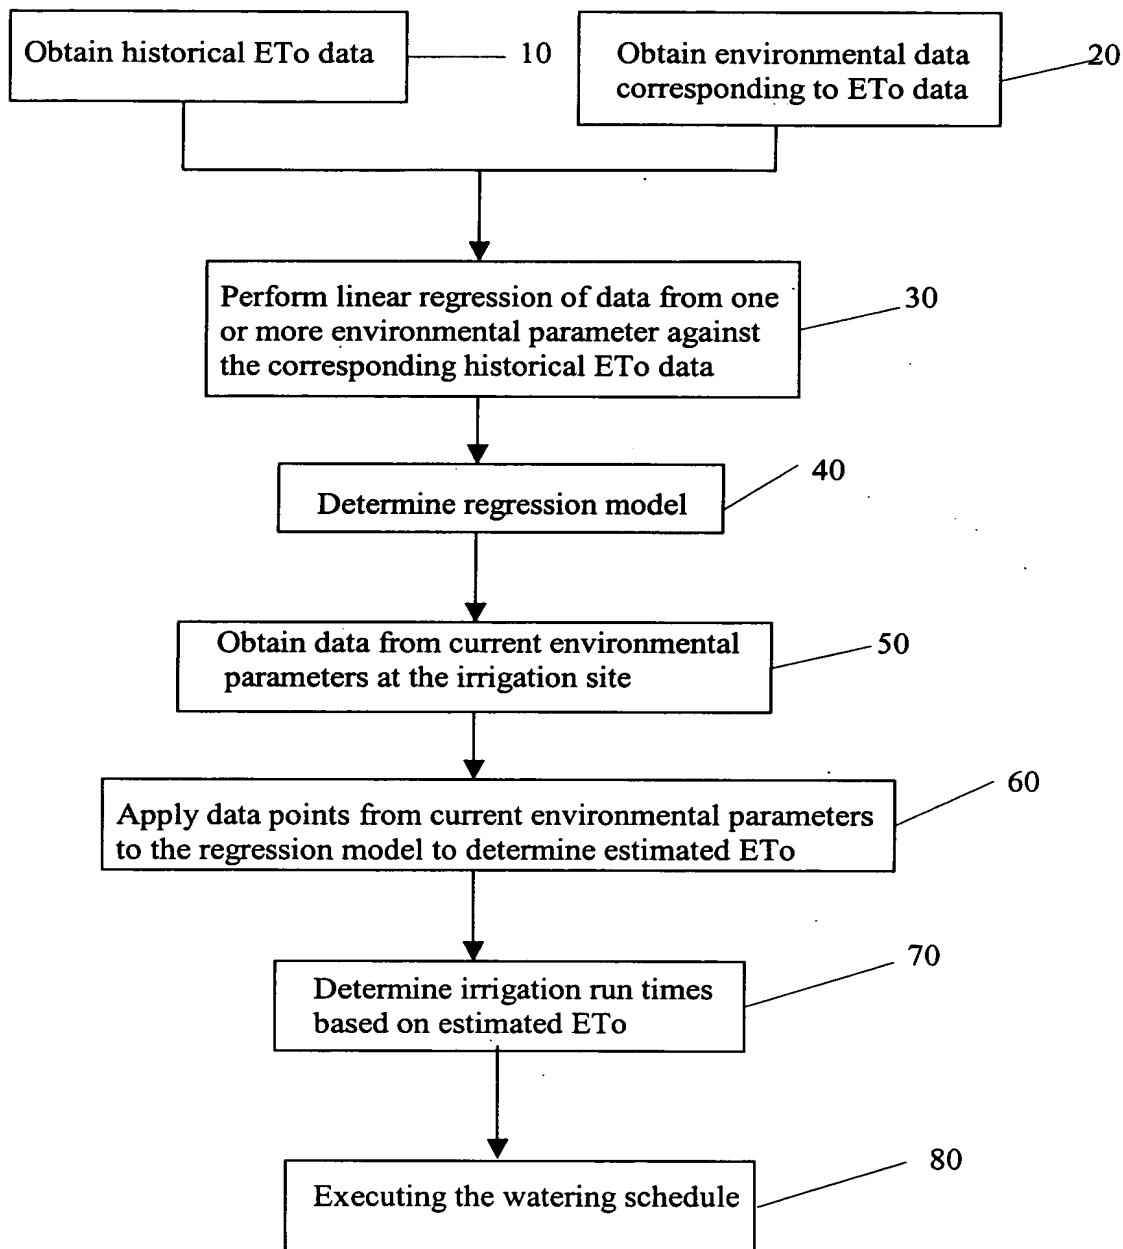 Obtain historical ETo data
10
Obtain environmental data
corresponding to ETo data
20
Perform linear regression of data from one
or more environmental parameter against
the corresponding historical ETo data
30
Determine regression model
40
Obtain data from current environmental
parameters at the irrigation site
50
Apply data points from current environmental parameters
to the regression model to determine estimated ETo
60
Determine irrigation run times
based on estimated ETo
70
Executing the watering schedule
80